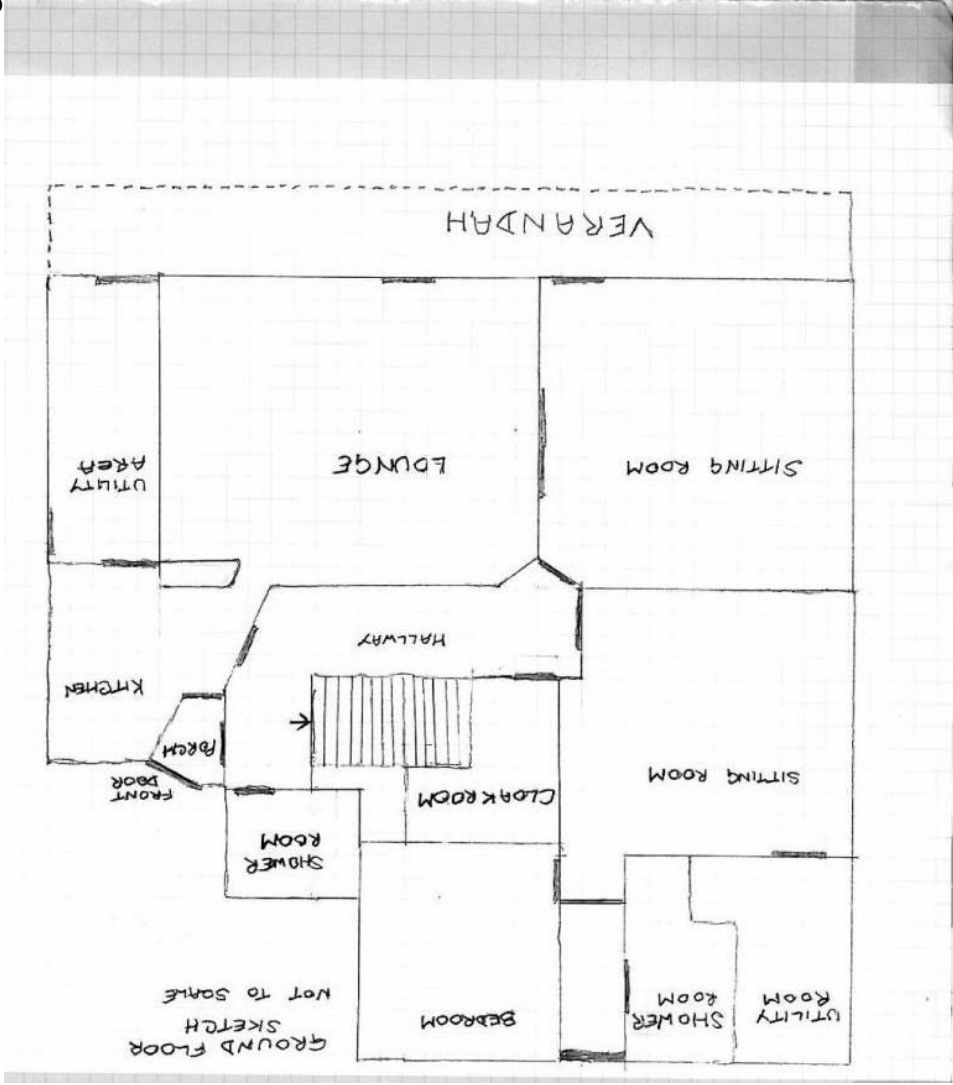 UTILITY
ROOM
SHOWER
ROOM
BEDROOM
GROUND FLOOR
SKETCH
NOT TO SCALE
SHOWER
ROOM
SITTING ROOM
CLOAKROOM
FRONT
DOOR
PORCH
KITCHEN
HALLWAY
SITTING ROOM
LOUNGE
UTILITY
AREA
VERANDAH